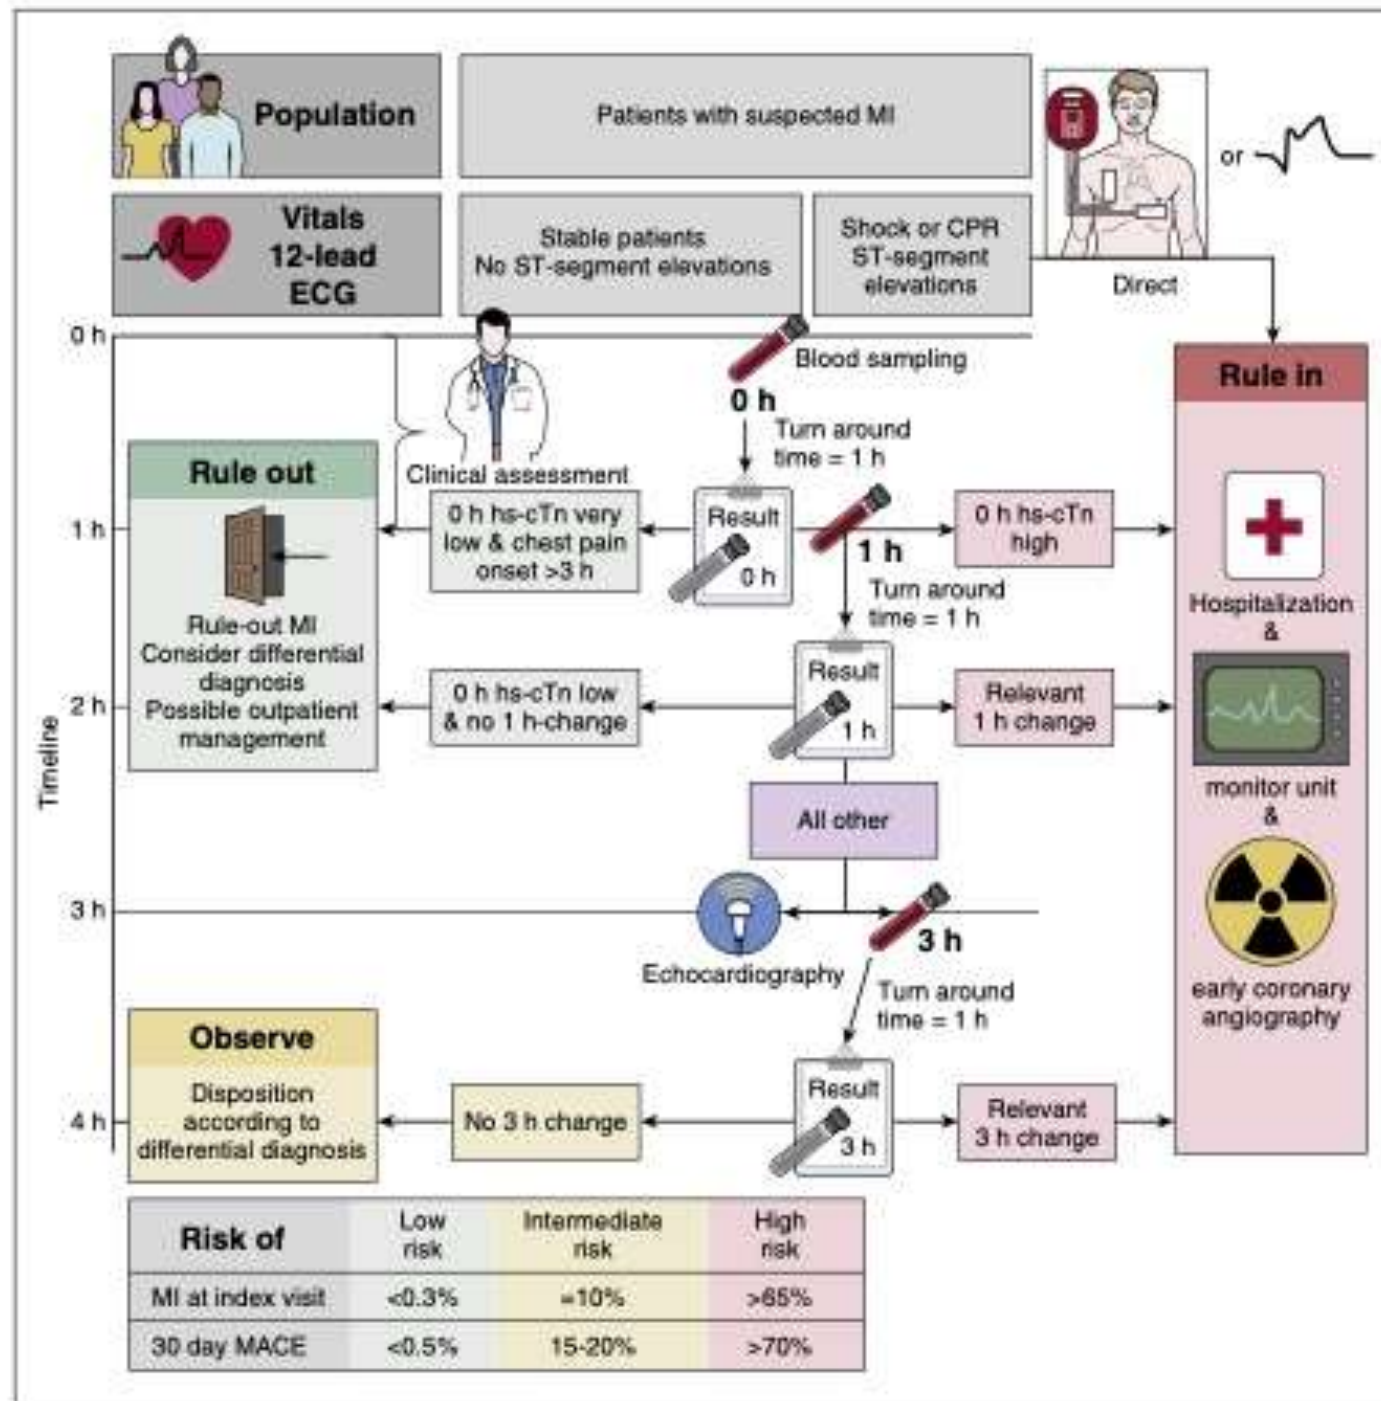 Population
Patients with suspected MI
or
Vitals
12-lead
ECG
Stable patients
No ST-segment elevations
Shock or CPR
ST-segment
elevations
Direct
0 h
Blood sampling
0 h
Turn around
time = 1 h
Clinical assessment
Rule in
Rule out
1 h
0 h hs-cTn very
low & chest pain
onset >3 h
Result
0 h
1 h
0 h hs-cTn
high
Turn around
time = 1 h
Rule-out MI
Consider differential
diagnosis
Possible outpatient
management
Hospitalization
&
monitor unit
&
early coronary
angiography
Timeline
2 h
0 h hs-cTn low
& no 1 h-change
Result
1 h
Relevant
1 h change
All other
3 h
Echocardiography
3 h
Turn around
time = 1 h
Observe
Disposition
according to
differential diagnosis
4 h
No 3 h change
Result
3 h
Relevant
3 h change
Risk of
Low
risk
Intermediate
risk
High
risk
MI at index visit <0.3% =10% >65%
30 day MACE <0.5% 15-20% >70%